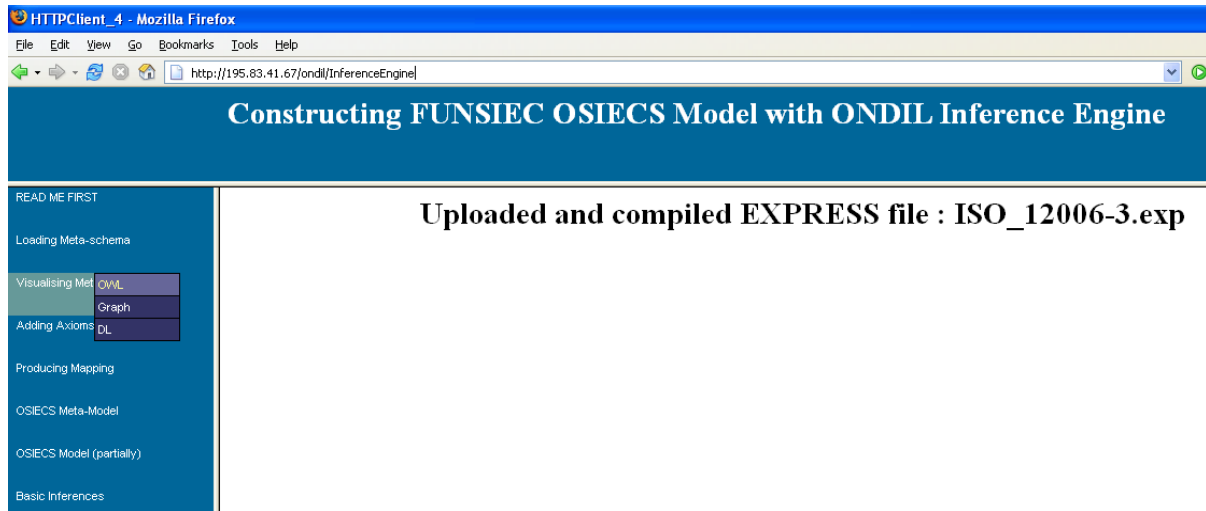 HTTPClient_4 - Mozilla Firefox
File Edit View Go Bookmarks Tools Help
http://195.83.41.67/ondil/InferenceEngine
Constructing FUNSIEC OSIECS Model with ONDIL Inference Engine
READ ME FIRST
Uploaded and compiled EXPRESS file : ISO_12006-3.exp
Loading Meta-schema
Visualising Met
OWL
Graph
Adding Axioms
DL
Producing Mapping
OSIECS Meta-Model
OSIECS Model (partially)
Basic Inferences